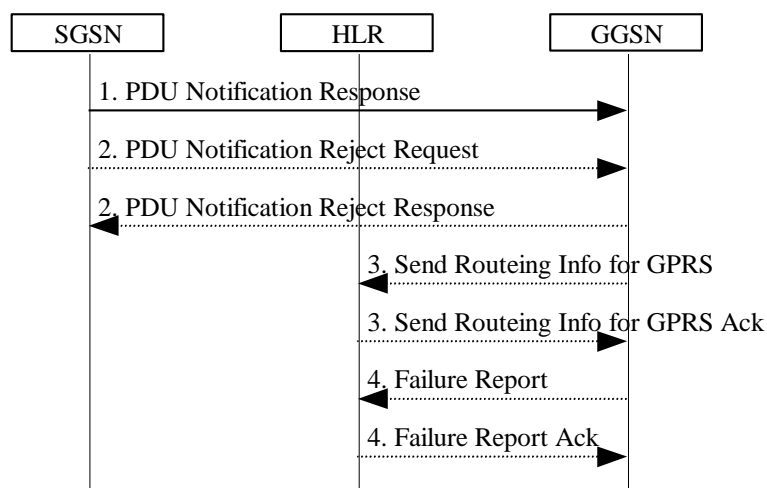 SGSN
HLR
GGSN
1. PDU Notification Response
2. PDU Notification Reject Request
2. PDU Notification Reject Response
3. Send Routeing Info for GPRS
3. Send Routeing Info for GPRS Ack
4. Failure Report
4. Failure Report Ack